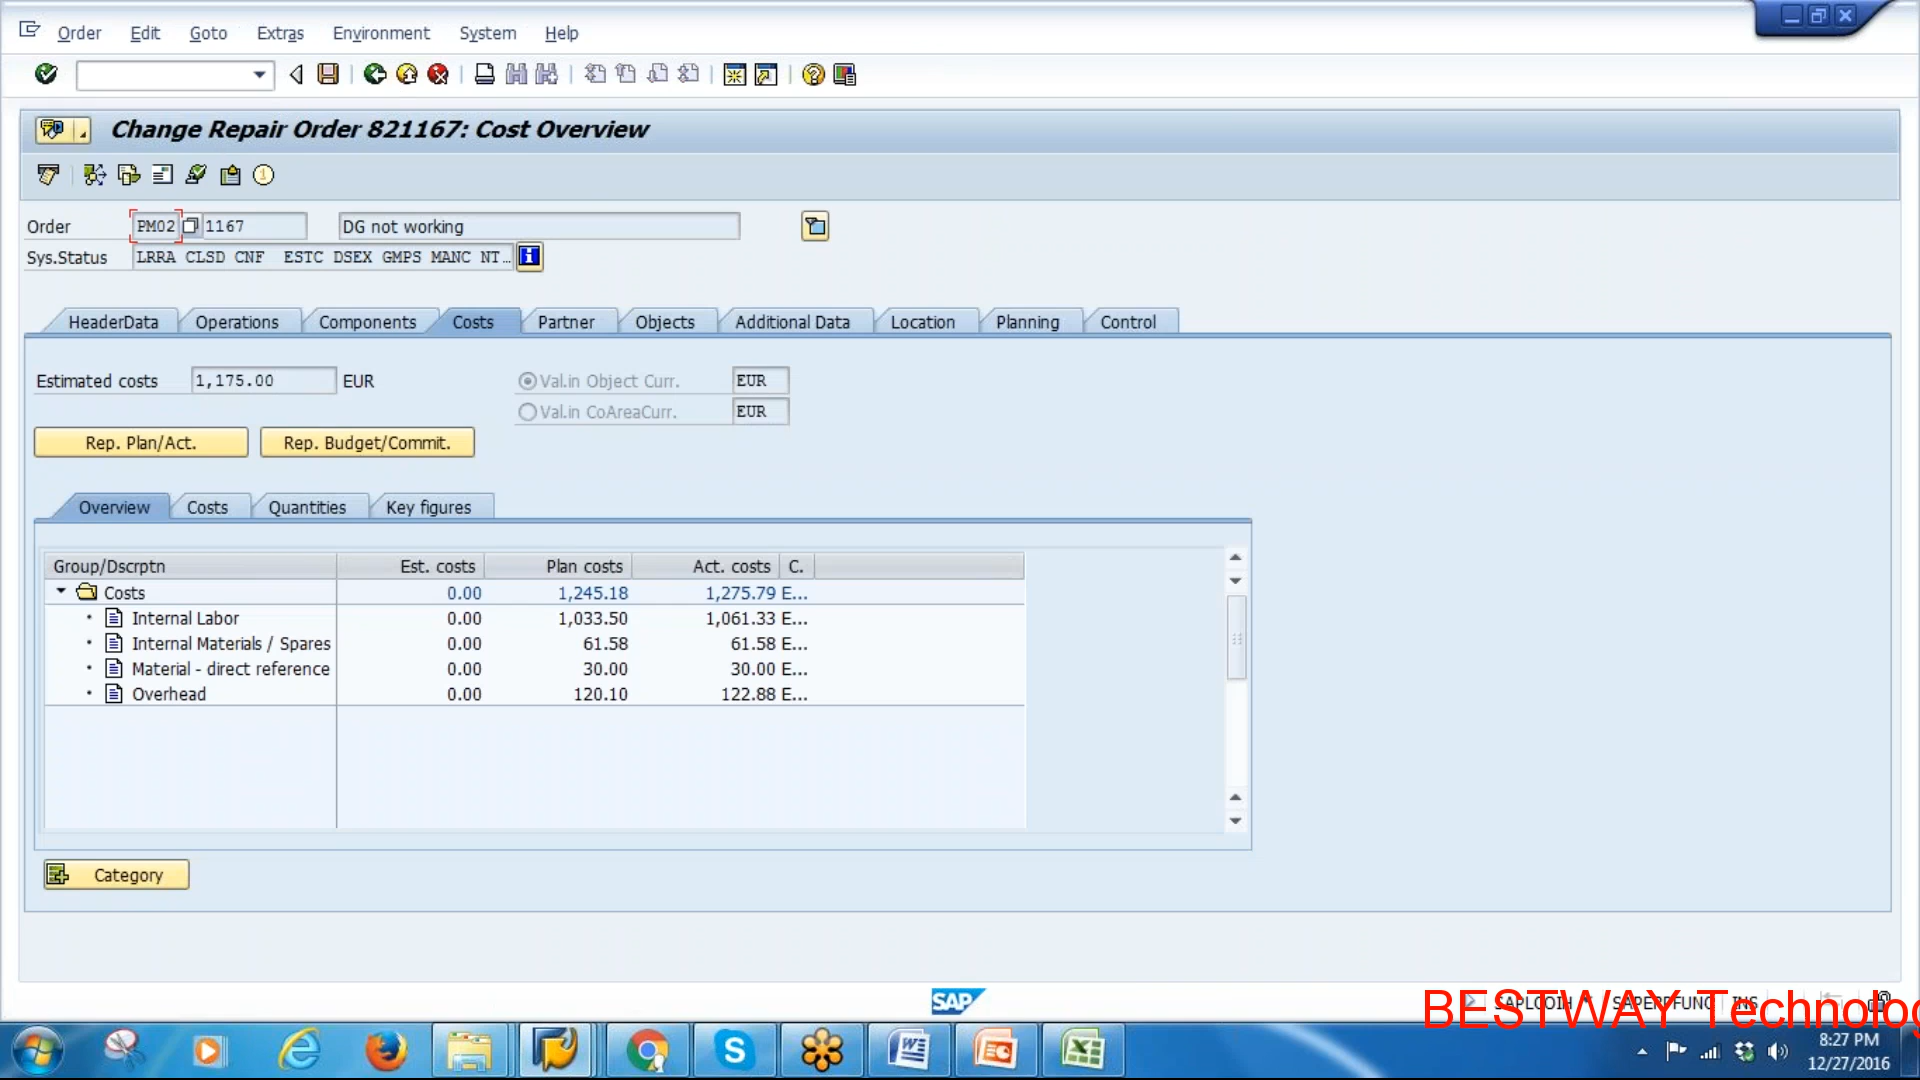 Order Edit Goto Extras Environment System Help
Change Repair Order 821167: Cost Overview
Order PM02 1167 DG not working
Sys.Status LRRA CLSD CNF ESTC DSEX GMPS MANC NT...
HeaderData Operations Components Costs Partner Objects Additional Data Location Planning Control
Estimated costs 1,175.00 EUR Val.in Object Curr. EUR
Val.in CoAreaCurr. EUR
Rep. Plan/Act. Rep. Budget/Commit.
Overview Costs Quantities Key figures
Group/Dscrptn Est. costs Plan costs Act. costs C.
Costs 0.00 1,245.18 1,275.79 E...
Internal Labor 0.00 1,033.50 1,061.33 E...
Internal Materials / Spares 0.00 61.58 61.58 E...
Material - direct reference 0.00 30.00 30.00 E...
Overhead 0.00 120.10 122.88 E...
Category
SAP INS
BESTWAY Technolog
8:27 PM
12/27/2016